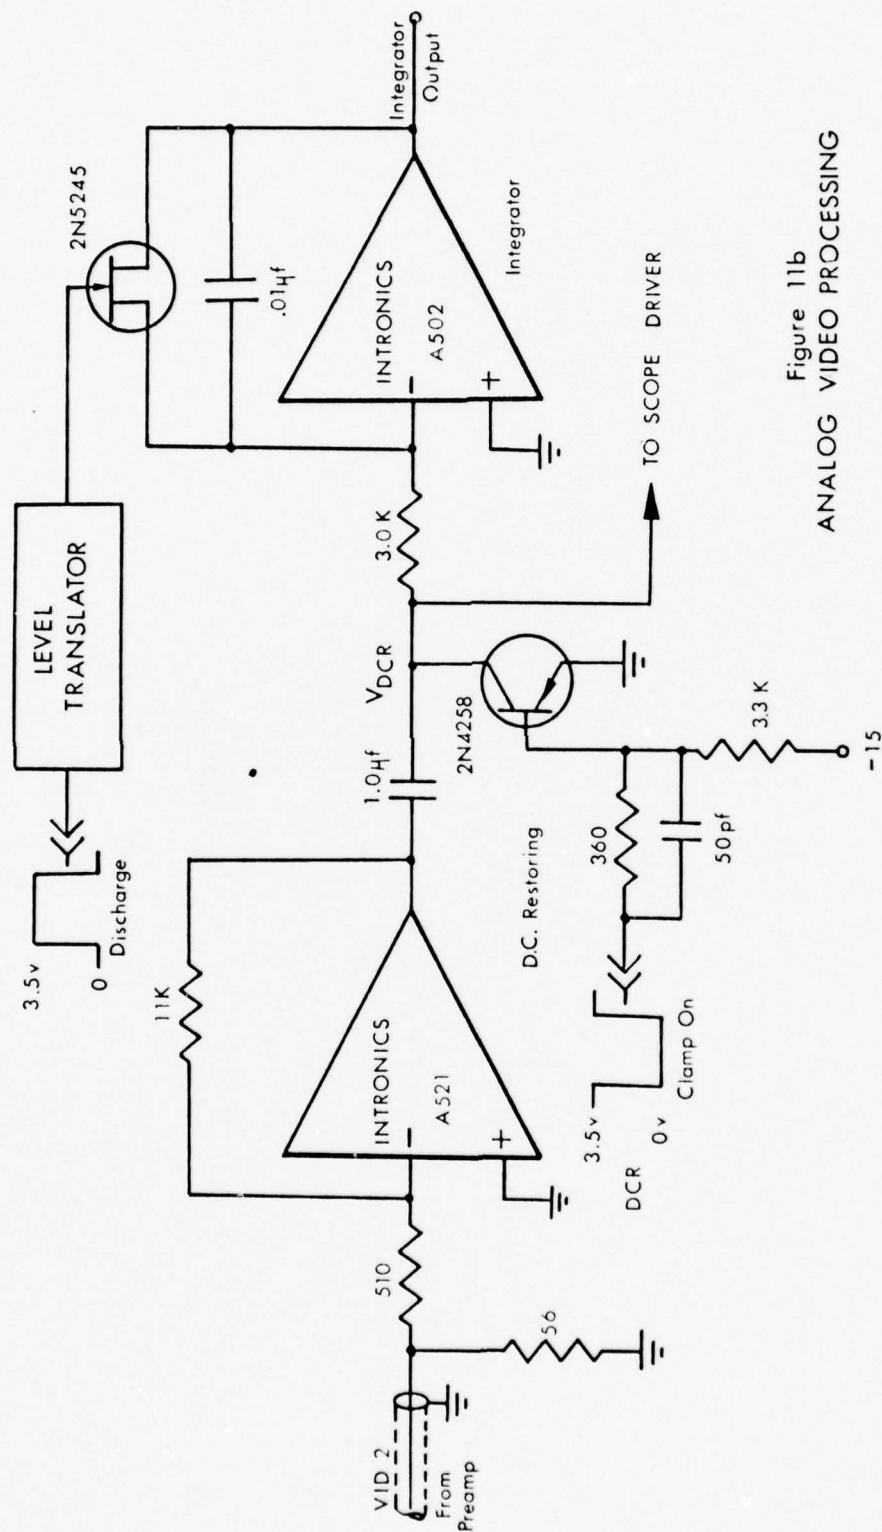 3.5v
0
Discharge
LEVEL
TRANSLATOR
2N5245
11K
.01µf
VID 2
From
Preamp
510
56
INTRONICS
A521
−
+
1.0µf
VDCR
3.0K
INTRONICS
A502
−
+
Integrator
Integrator
Output
D.C. Restoring
2N4258
TO SCOPE DRIVER
DCR
3.5v
0v
Clamp On
360
50pf
3.3K
-15
Figure 11b
ANALOG VIDEO PROCESSING